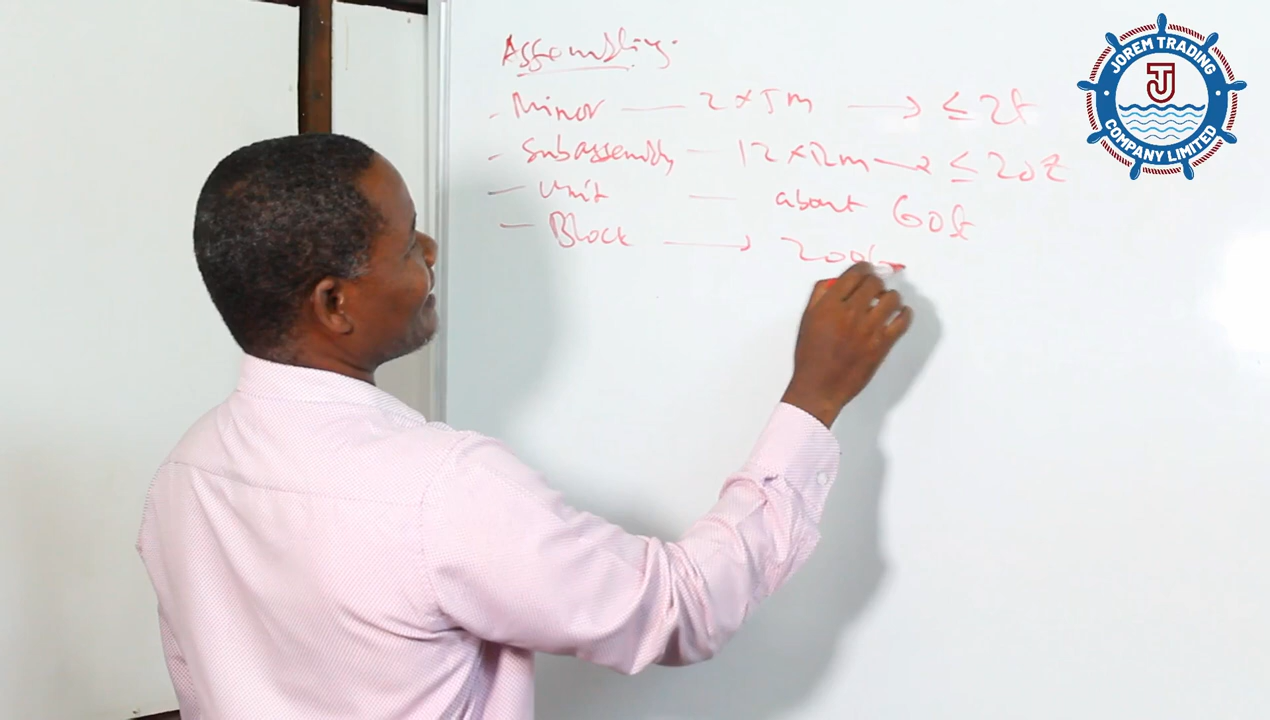 Assembling:
- Minor — 2 x 5m → ≤ 2t
- Subassembly — 12 x 12m → ≤ 20t
- Unit — about 60t
- Block → 200t
JOREM TRADING
J
COMPANY LIMITED